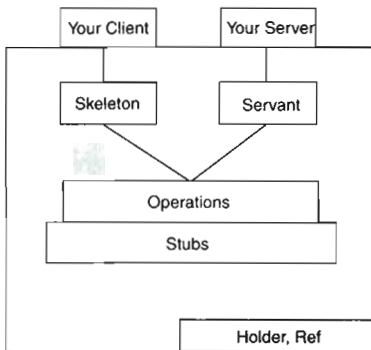 Your Client
Your Server
Skeleton
Servant
Operations
Stubs
Holder, Ref